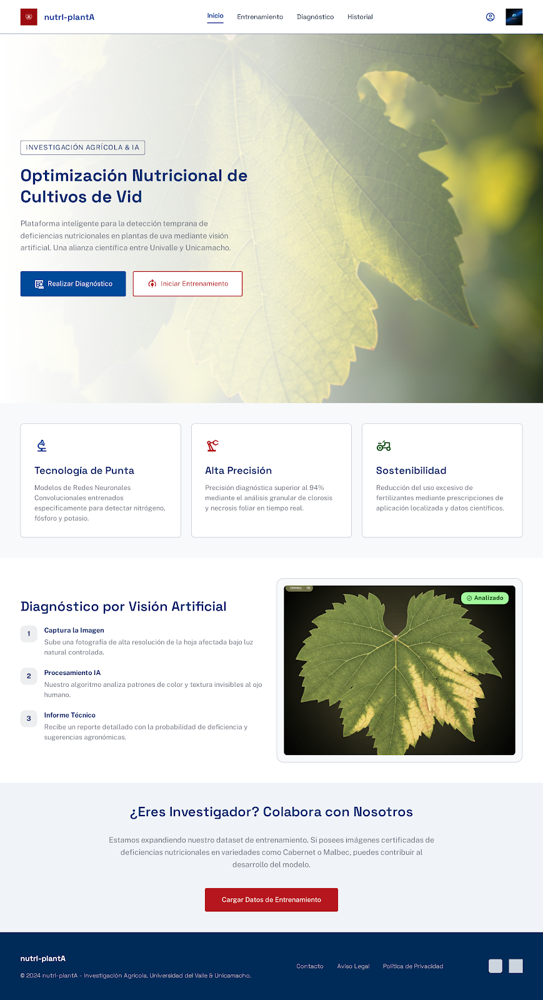 nutrI-plantA
Inicio
Entrenamiento
Diagnóstico
Historial
INVESTIGACIÓN AGRÍCOLA & IA
Optimización Nutricional de
Cultivos de Vid
Plataforma inteligente para la detección temprana de
deficiencias nutricionales en plantas de uva mediante visión
artificial. Una alianza científica entre Univalle y Unicamacho.
Realizar Diagnóstico
Iniciar Entrenamiento
Tecnología de Punta
Modelos de Redes Neuronales
Convolucionales entrenados
específicamente para detectar nitrógeno,
fósforo y potasio.
Alta Precisión
Precisión diagnóstica superior al 94%
mediante el análisis granular de clorosis
y necrosis foliar en tiempo real.
Sostenibilidad
Reducción del uso excesivo de
fertilizantes mediante prescripciones de
aplicación localizada y datos científicos.
Diagnóstico por Visión Artificial
1
Captura la Imagen
Sube una fotografía de alta resolución de la hoja afectada bajo luz
natural controlada.
2
Procesamiento IA
Nuestro algoritmo analiza patrones de color y textura invisibles al ojo
humano.
3
Informe Técnico
Recibe un reporte detallado con la probabilidad de deficiencia y
sugerencias agronómicas.
Analizado
¿Eres Investigador? Colabora con Nosotros
Estamos expandiendo nuestro dataset de entrenamiento. Si posees imágenes certificadas de
deficiencias nutricionales en variedades como Cabernet o Malbec, puedes contribuir al
desarrollo del modelo.
Cargar Datos de Entrenamiento
nutrI-plantA
© 2024 nutrI-plantA - Investigación Agrícola. Universidad del Valle & Unicamacho.
Contacto
Aviso Legal
Política de Privacidad